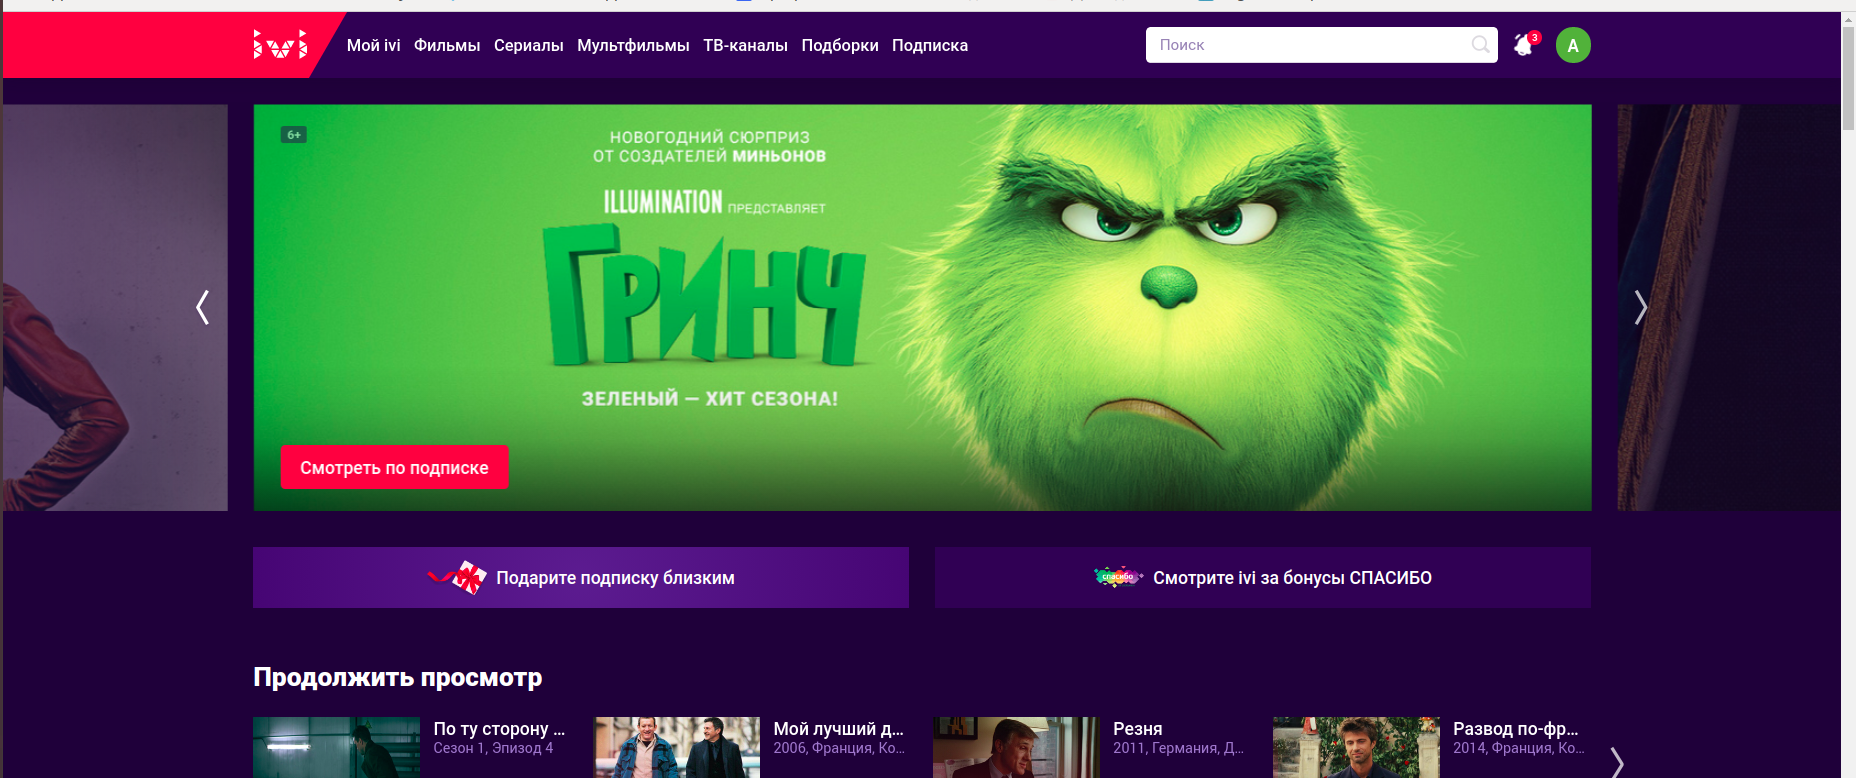 ivi
Мой ivi Фильмы Сериалы Мультфильмы ТВ-каналы Подборки Подписка
Поиск
3
A
6+
НОВОГОДНИЙ СЮРПРИЗ
ОТ СОЗДАТЕЛЕЙ МИНЬОНОВ
ILLUMINATION ПРЕДСТАВЛЯЕТ
ГРИНЧ
ЗЕЛЕНЫЙ — ХИТ СЕЗОНА!
Смотреть по подписке
Подарите подписку близким
спасибо
Смотрите ivi за бонусы СПАСИБО
Продолжить просмотр
По ту сторону ...
Сезон 1, Эпизод 4
Мой лучший д...
2006, Франция, Ко...
Резня
2011, Германия, Д...
Развод по-фр...
2014, Франция, Ко...